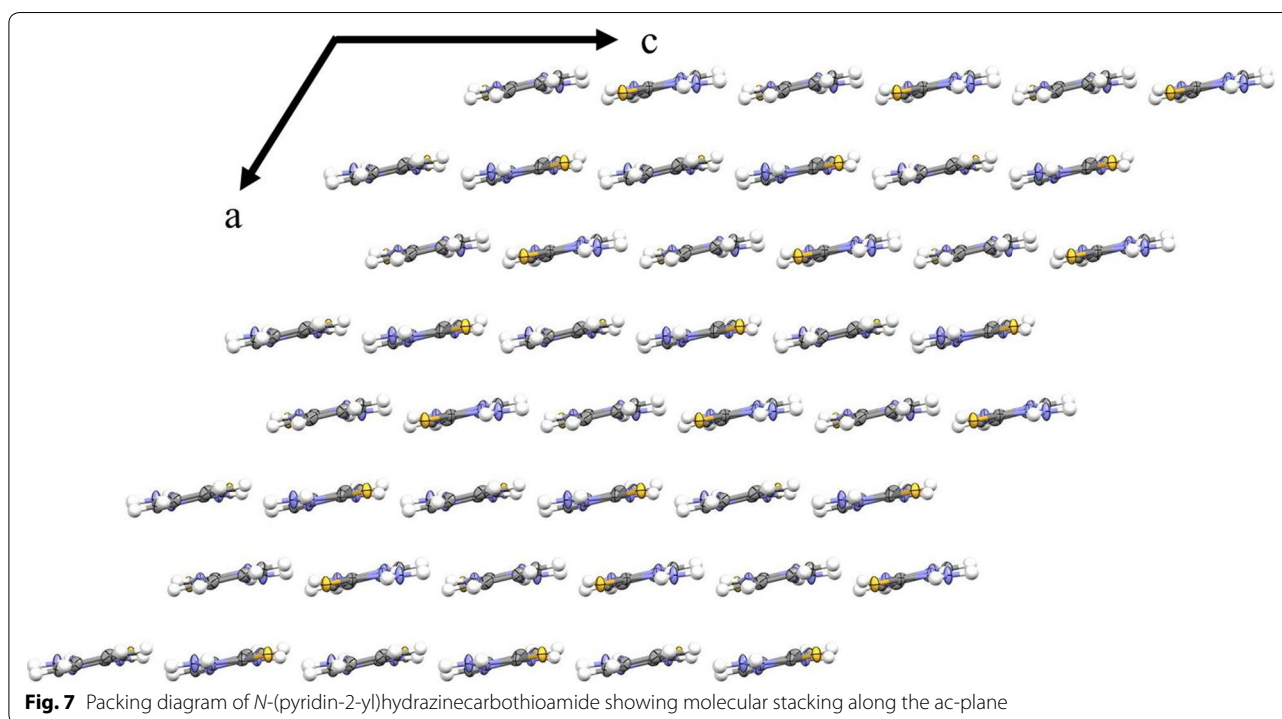 c
a
Fig. 7 Packing diagram of N-(pyridin-2-yl)hydrazinecarbothioamide showing molecular stacking along the ac-plane